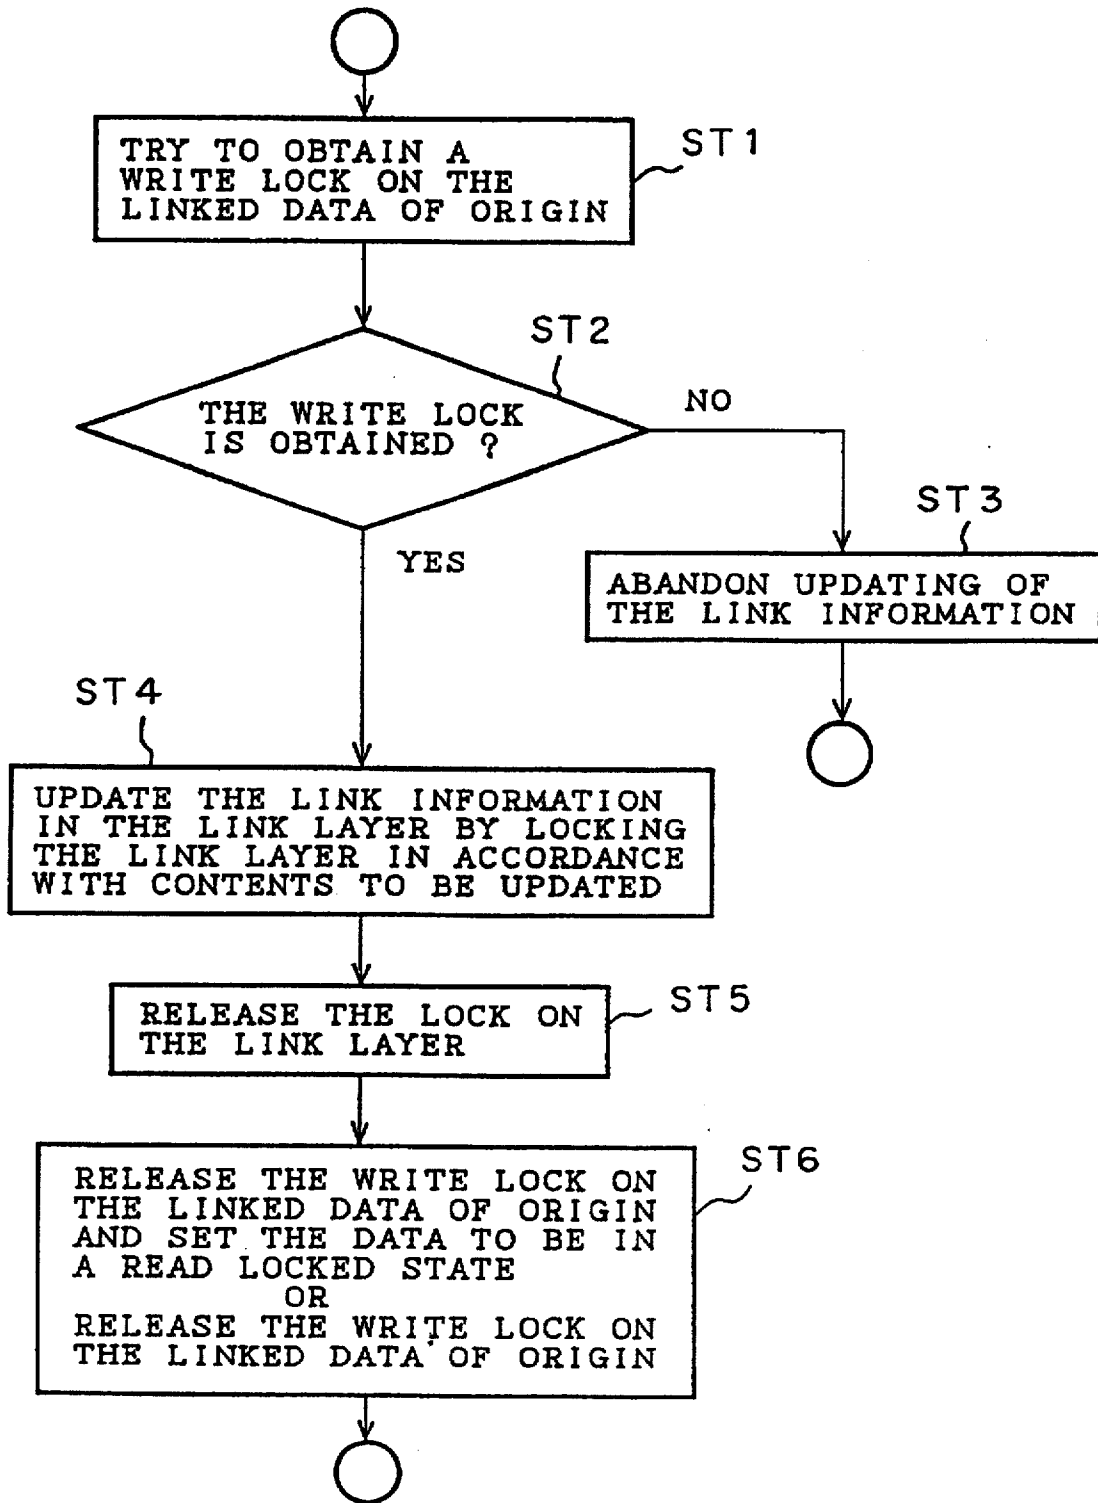 ST1
TRY TO OBTAIN A
WRITE LOCK ON THE
LINKED DATA OF ORIGIN
ST2
THE WRITE LOCK
IS OBTAINED ?
NO
YES
ST3
ABANDON UPDATING OF
THE LINK INFORMATION
ST4
UPDATE THE LINK INFORMATION
IN THE LINK LAYER BY LOCKING
THE LINK LAYER IN ACCORDANCE
WITH CONTENTS TO BE UPDATED
ST5
RELEASE THE LOCK ON
THE LINK LAYER
ST6
RELEASE THE WRITE LOCK ON
THE LINKED DATA OF ORIGIN
AND SET THE DATA TO BE IN
A READ LOCKED STATE
OR
RELEASE THE WRITE LOCK ON
THE LINKED DATA OF ORIGIN